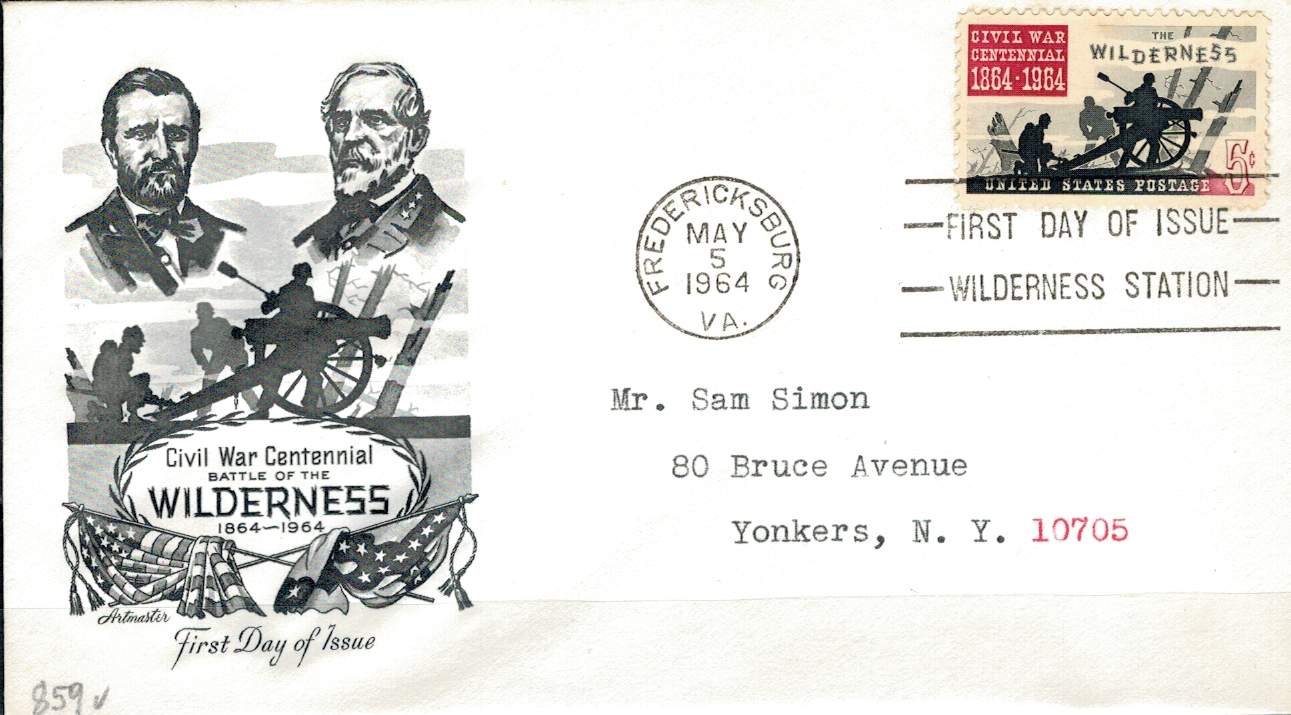 CIVIL WAR
CENTENNIAL
1864 · 1964
THE
WILDERNESS
UNITED STATES POSTAGE
5¢
FREDERICKSBURG
MAY
5
1964
VA.
FIRST DAY OF ISSUE
WILDERNESS STATION
Mr. Sam Simon
80 Bruce Avenue
Yonkers, N. Y. 10705
Civil War Centennial
BATTLE OF THE
WILDERNESS
1864—1964
Artmaster
First Day of Issue
859 ✓